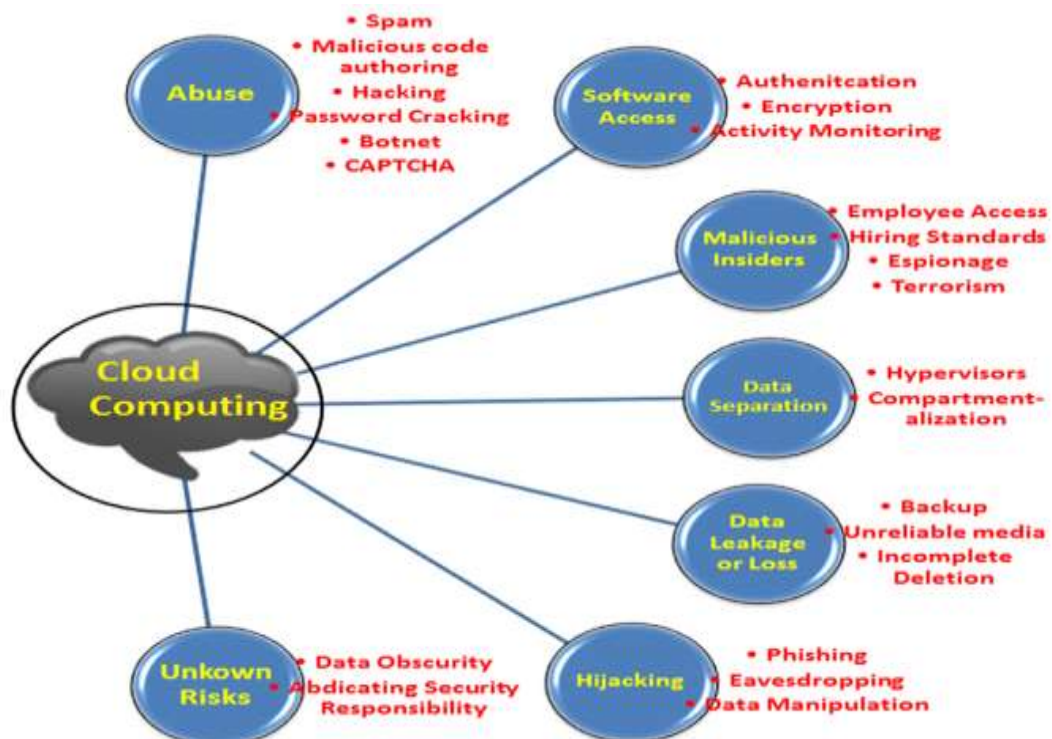 Abuse
• Spam
• Malicious code
authoring
• Hacking
• Password Cracking
• Botnet
• CAPTCHA
Software
Access
• Authenitcation
• Encryption
• Activity Monitoring
Malicious
Insiders
• Employee Access
• Hiring Standards
• Espionage
• Terrorism
Cloud
Computing
Data
Separation
• Hypervisors
• Compartment-
alization
Data
Leakage
or Loss
• Backup
• Unreliable media
• Incomplete
Deletion
Unkown
Risks
• Data Obscurity
• Abdicating Security
Responsibility
Hijacking
• Phishing
• Eavesdropping
• Data Manipulation